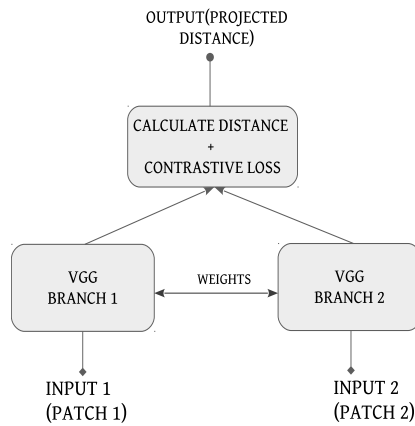 OUTPUT(PROJECTED
DISTANCE)
CALCULATE DISTANCE
+
CONTRASTIVE LOSS
VGG
BRANCH 1
WEIGHTS
VGG
BRANCH 2
INPUT 1
(PATCH 1)
INPUT 2
(PATCH 2)